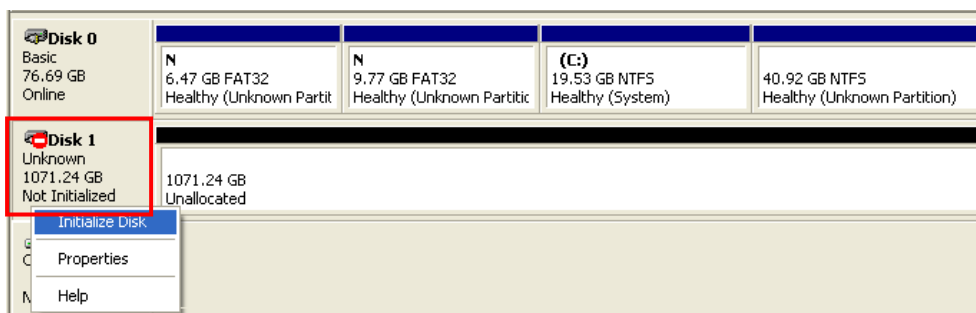 Disk 0
Basic
76.69 GB
Online
N
6.47 GB FAT32
Healthy (Unknown Partit
N
9.77 GB FAT32
Healthy (Unknown Partitic
(C:)
19.53 GB NTFS
Healthy (System)
40.92 GB NTFS
Healthy (Unknown Partition)
Disk 1
Unknown
1071.24 GB
Not Initialized
1071.24 GB
Unallocated
Initialize Disk
Properties
Help